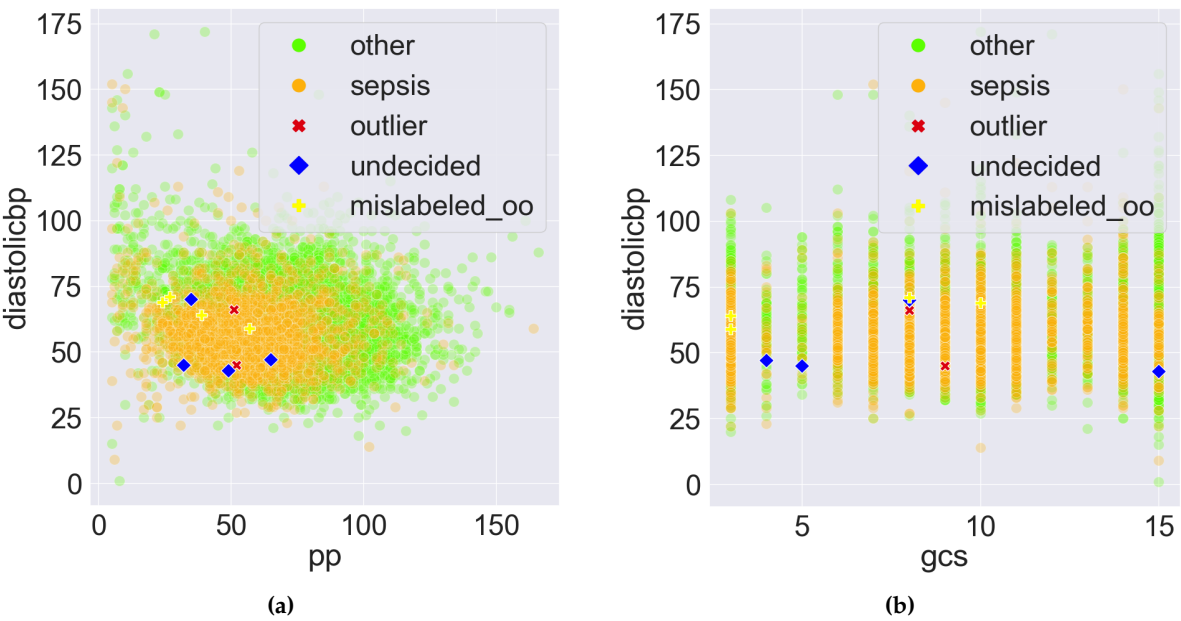 175
150
125
100
75
50
25
0
diastolicbp
0 50 100 150
pp
other
sepsis
outlier
undecided
mislabeled_oo
(a)
175
150
125
100
75
50
25
0
diastolicbp
5 10 15
gcs
other
sepsis
outlier
undecided
mislabeled_oo
(b)